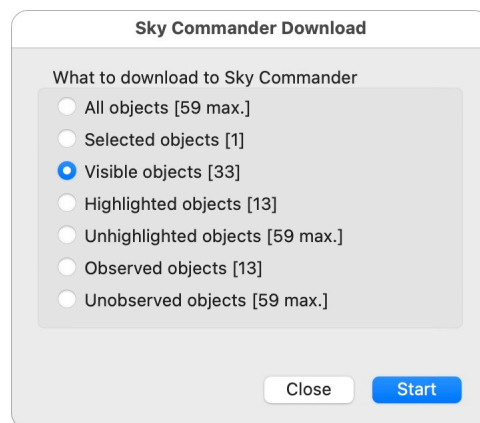 Sky Commander Download
What to download to Sky Commander
All objects [59 max.]
Selected objects [1]
Visible objects [33]
Highlighted objects [13]
Unhighlighted objects [59 max.]
Observed objects [13]
Unobserved objects [59 max.]
Close Start